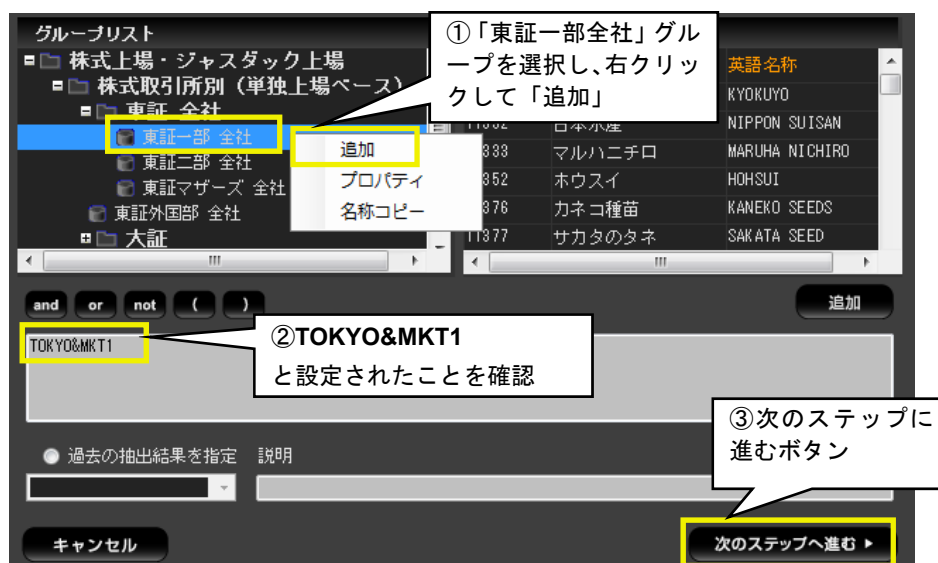 グループリスト
株式上場・ジャスダック上場
株式取引所別（単独上場ベース）
東証 全社
東証一部 全社
東証二部 全社
東証マザーズ 全社
東証外国部 全社
大証
追加
プロパティ
名称コピー
①「東証一部全社」グル
ープを選択し、右クリッ
クして「追加」
英語名称
KYOKUYO
日本水産 NIPPON SUISAN
333 マルハニチロ MARUHA NICHIRO
352 ホウスイ HOHSUI
376 カネコ種苗 KANEKO SEEDS
11377 サカタのタネ SAKATA SEED
and or not ( ) 追加
TOKYO&MKT1
②TOKYO&MKT1
と設定されたことを確認
③次のステップに
進むボタン
過去の抽出結果を指定 説明
キャンセル 次のステップへ進む